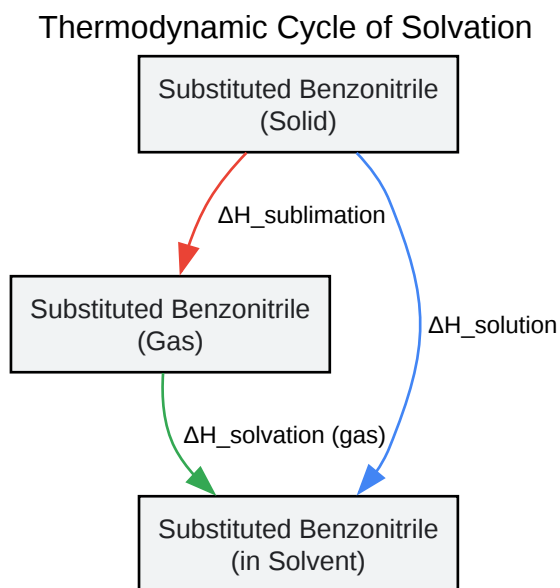 Thermodynamic Cycle of Solvation
Substituted Benzonitrile
(Solid)
ΔH_sublimation
Substituted Benzonitrile
(Gas)
ΔH_solution
ΔH_solvation (gas)
Substituted Benzonitrile
(in Solvent)